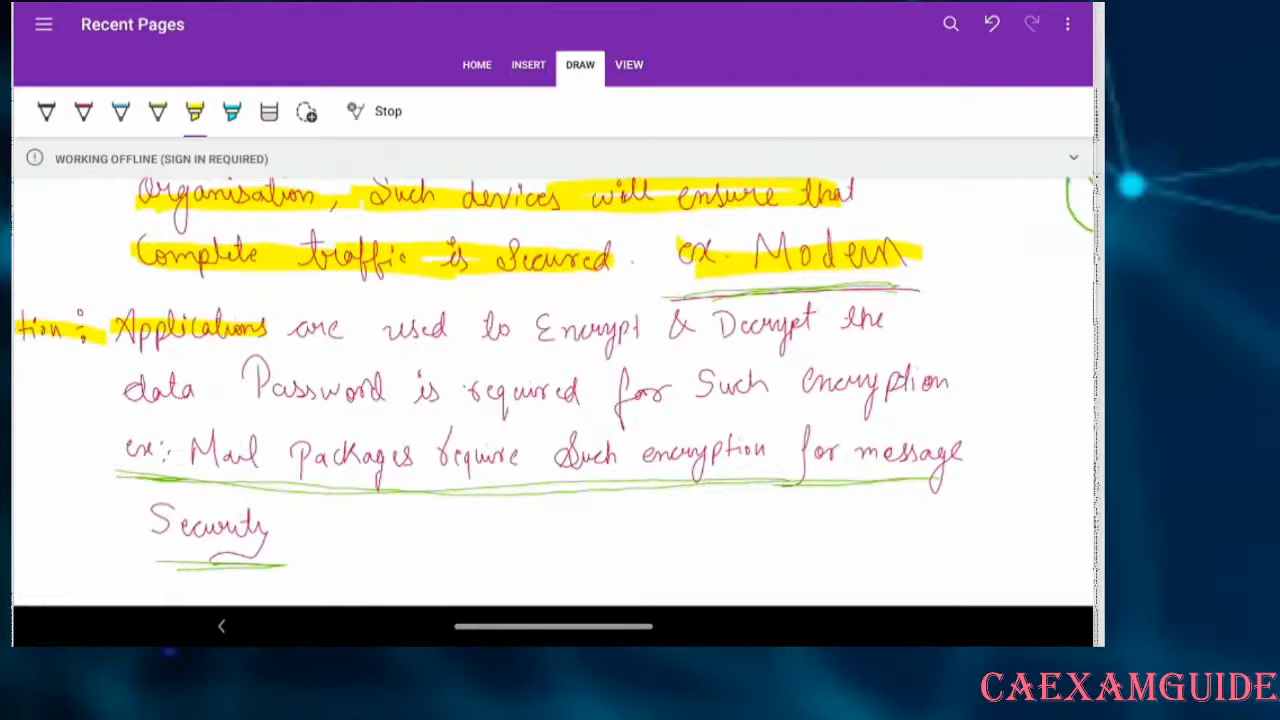 Recent Pages
HOME INSERT DRAW VIEW
Stop
WORKING OFFLINE (SIGN IN REQUIRED)
Organisation, Such devices will ensure that
Complete traffic is Secured. ex. Modem
tion: Applications are used to Encrypt & Decrypt the
data Password is required for Such encryption
ex: Mail Packages require Such encryption for message
Security
CAEXAMGUIDE